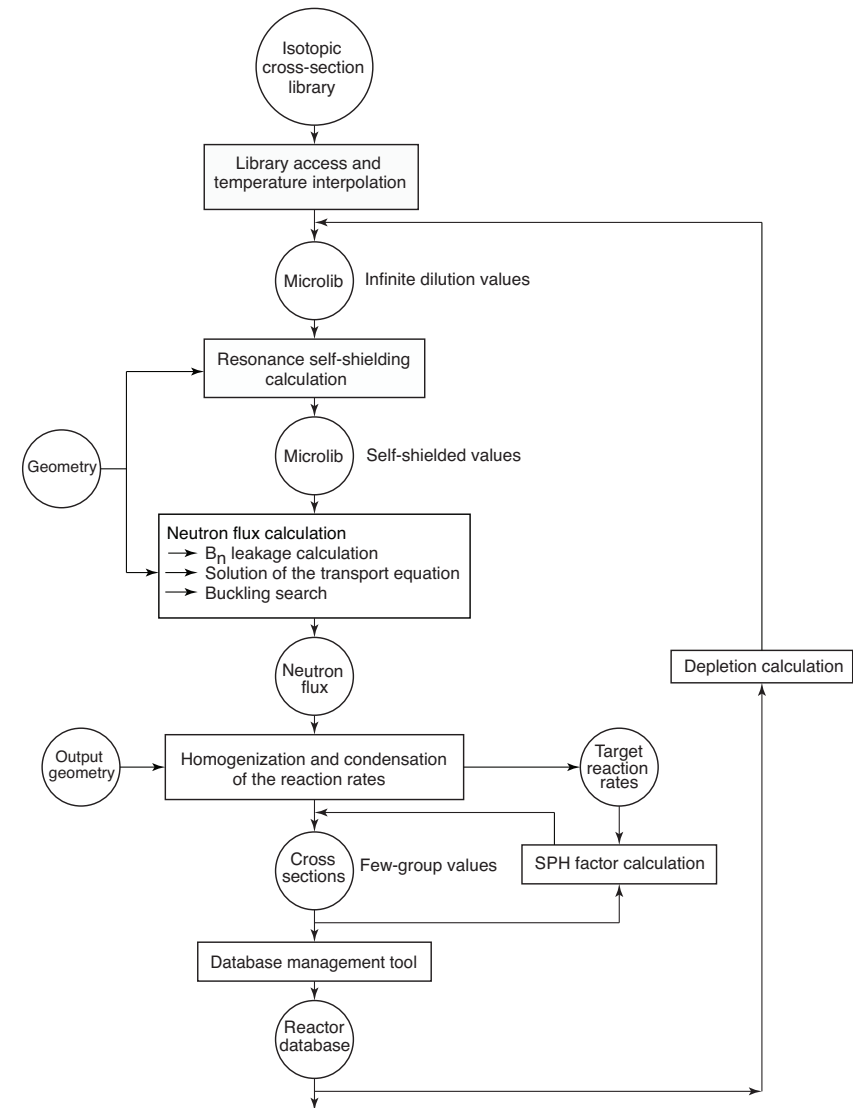 Isotopic
cross-section
library
Library access and
temperature interpolation
Microlib
Infinite dilution values
Resonance self-shielding
calculation
Geometry
Microlib
Self-shielded values
Neutron flux calculation
Bn leakage calculation
Solution of the transport equation
Buckling search
Depletion calculation
Neutron
flux
Output
geometry
Homogenization and condensation
of the reaction rates
Target
reaction
rates
Cross
sections
Few-group values
SPH factor calculation
Database management tool
Reactor
database